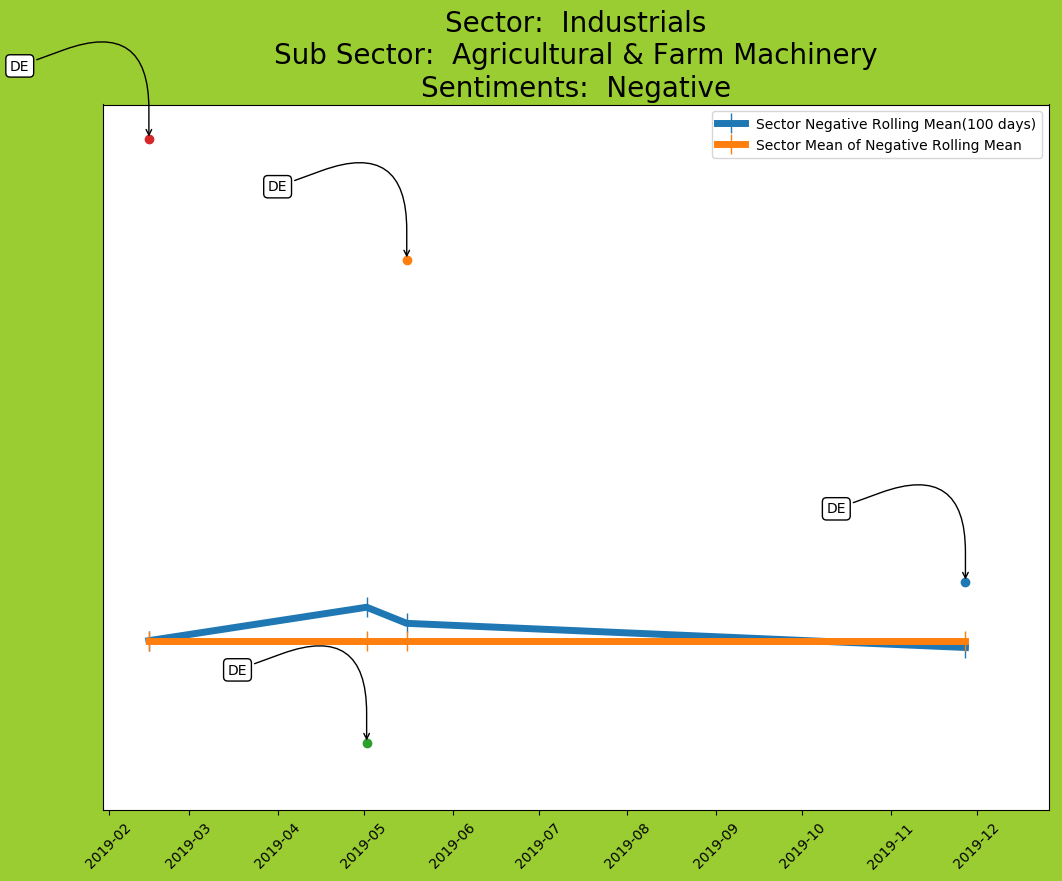 Sector:  Industrials
Sub Sector:  Agricultural & Farm Machinery
Sentiments:  Negative
DE
Sector Negative Rolling Mean(100 days)
Sector Mean of Negative Rolling Mean
DE
DE
DE
2019-02
2019-03
2019-04
2019-05
2019-06
2019-07
2019-08
2019-09
2019-10
2019-11
2019-12